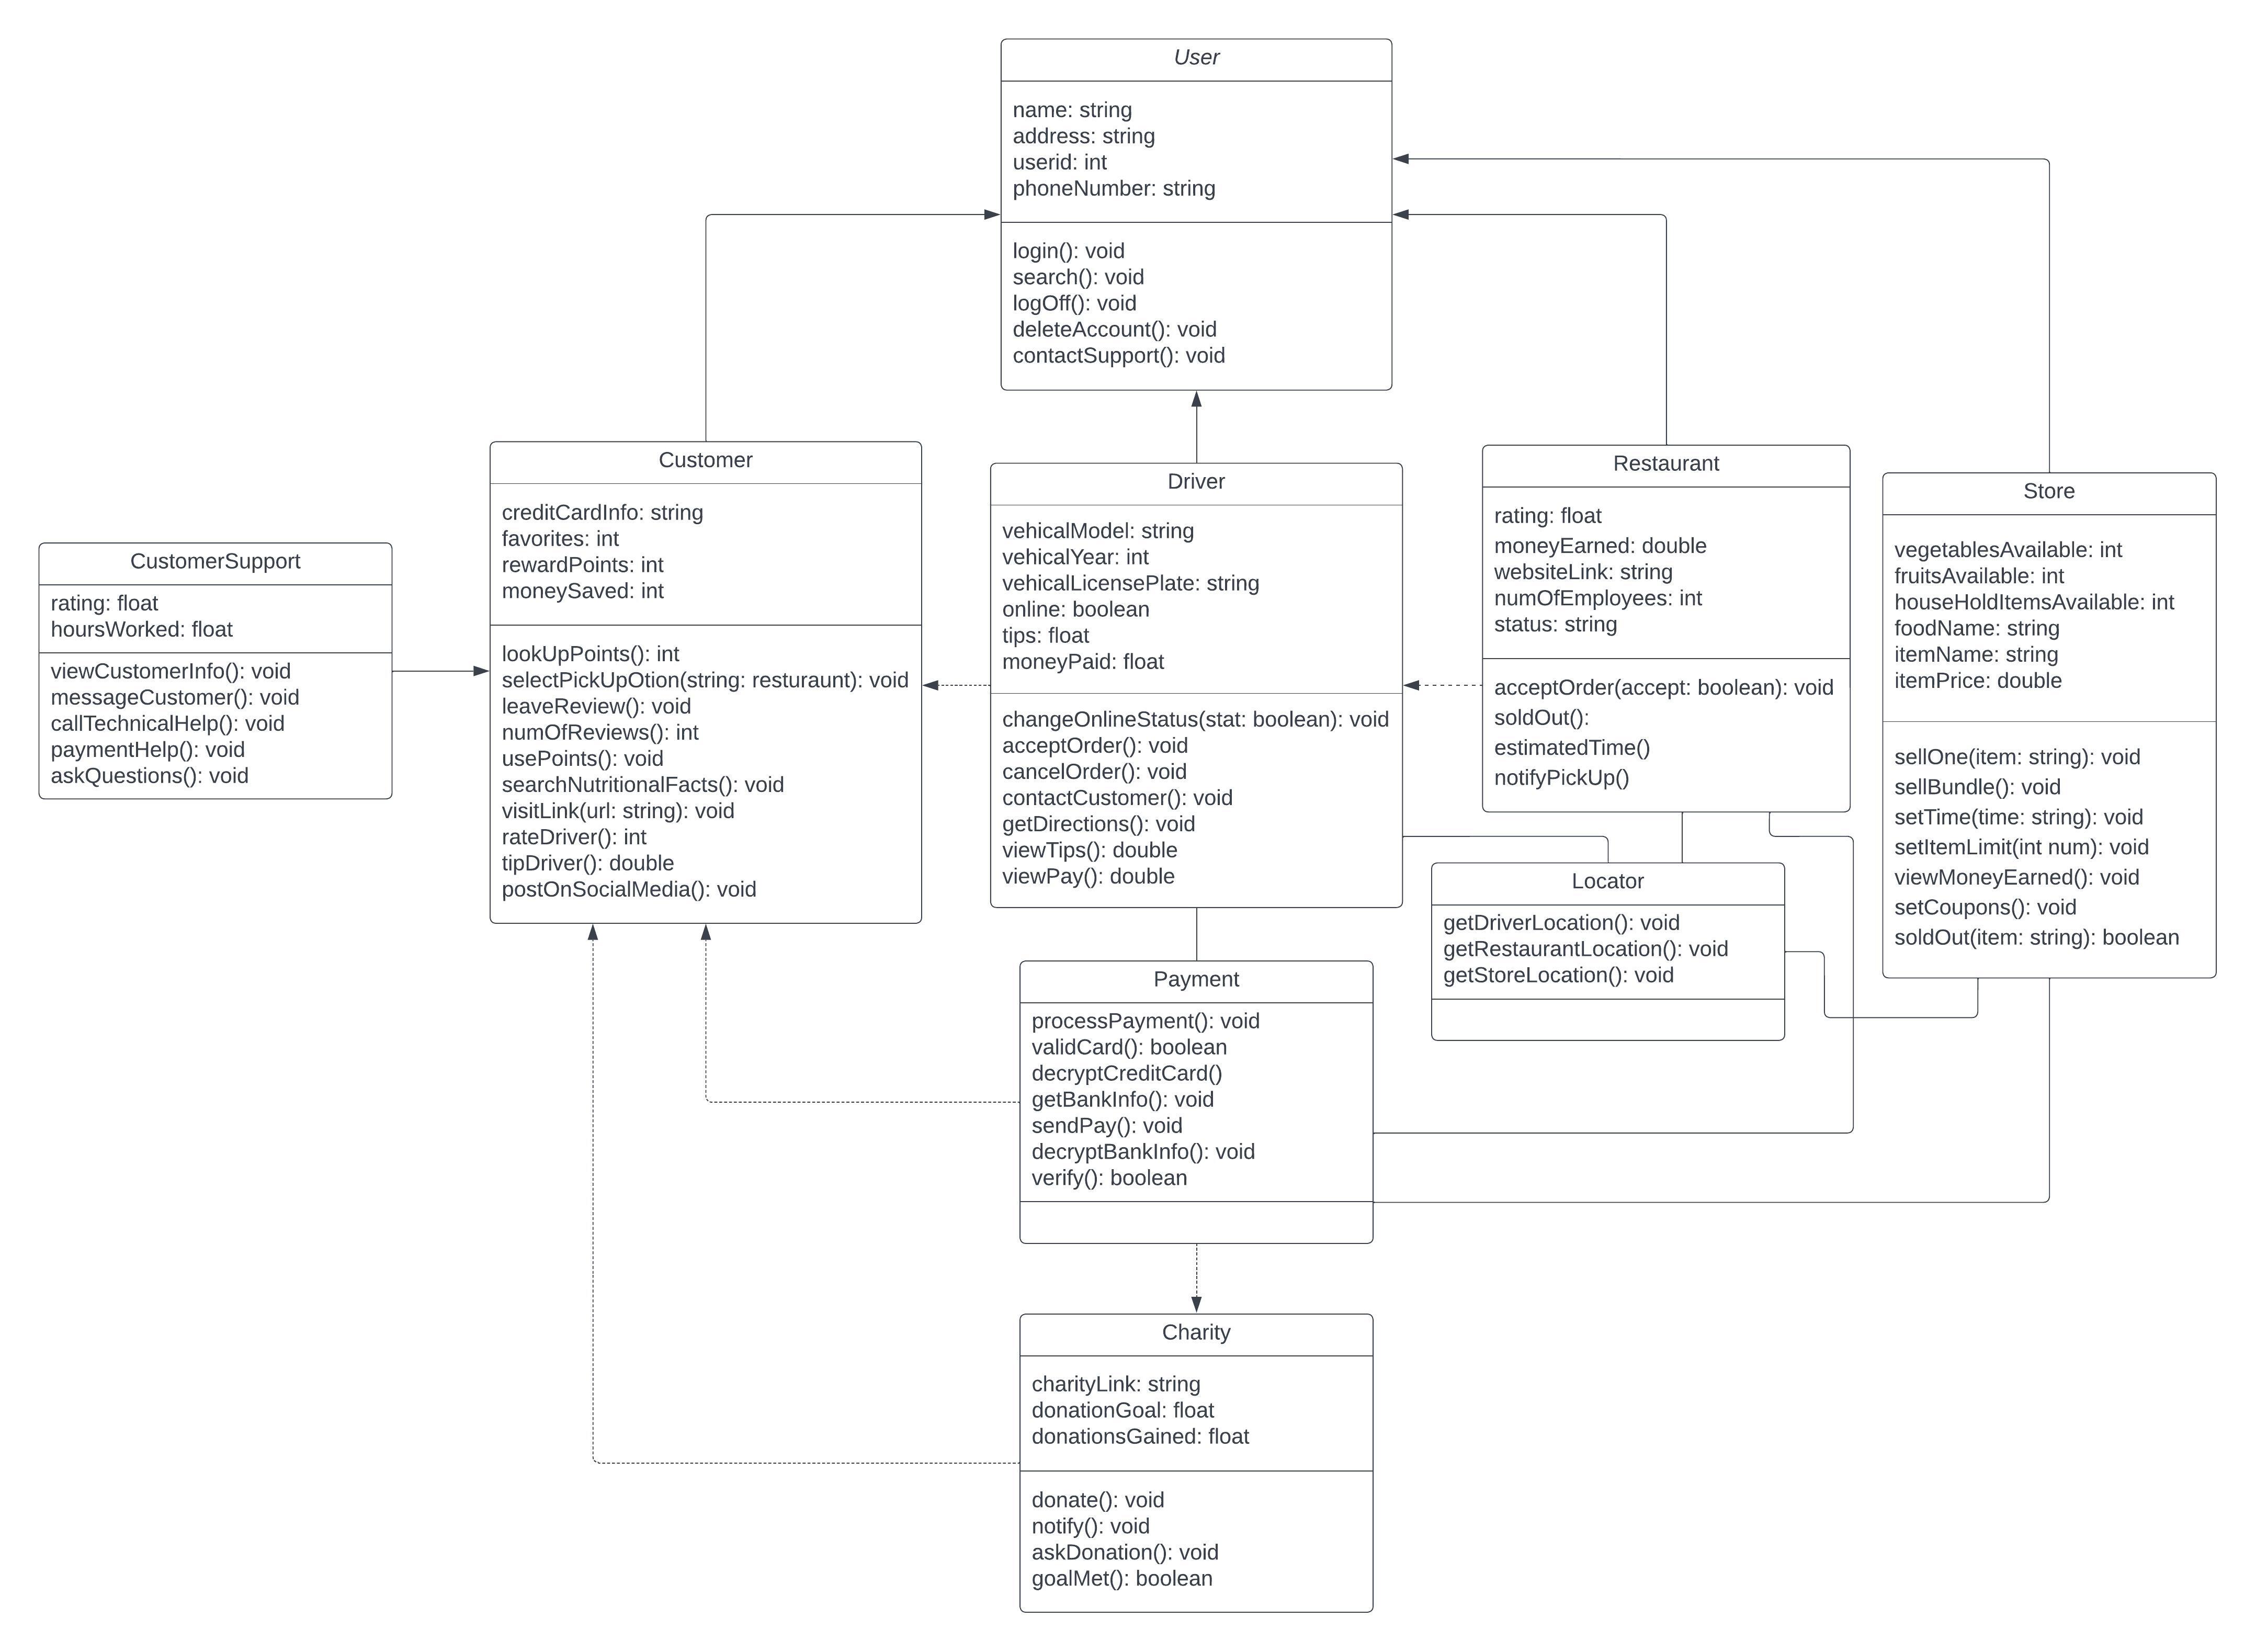 User
name: string
address: string
userid: int
phoneNumber: string
login(): void
search(): void
logOff(): void
deleteAccount(): void
contactSupport(): void
CustomerSupport
rating: float
hoursWorked: float
viewCustomerInfo(): void
messageCustomer(): void
callTechnicalHelp(): void
paymentHelp(): void
askQuestions(): void
Customer
creditCardInfo: string
favorites: int
rewardPoints: int
moneySaved: int
lookUpPoints(): int
selectPickUpOtion(string: resturaunt): void
leaveReview(): void
numOfReviews(): int
usePoints(): void
searchNutritionalFacts(): void
visitLink(url: string): void
rateDriver(): int
tipDriver(): double
postOnSocialMedia(): void
Driver
vehicalModel: string
vehicalYear: int
vehicalLicensePlate: string
online: boolean
tips: float
moneyPaid: float
changeOnlineStatus(stat: boolean): void
acceptOrder(): void
cancelOrder(): void
contactCustomer(): void
getDirections(): void
viewTips(): double
viewPay(): double
Restaurant
rating: float
moneyEarned: double
websiteLink: string
numOfEmployees: int
status: string
acceptOrder(accept: boolean): void
soldOut():
estimatedTime()
notifyPickUp()
Store
vegetablesAvailable: int
fruitsAvailable: int
houseHoldItemsAvailable: int
foodName: string
itemName: string
itemPrice: double
sellOne(item: string): void
sellBundle(): void
setTime(time: string): void
setItemLimit(int num): void
viewMoneyEarned(): void
setCoupons(): void
soldOut(item: string): boolean
Locator
getDriverLocation(): void
getRestaurantLocation(): void
getStoreLocation(): void
Payment
processPayment(): void
validCard(): boolean
decryptCreditCard()
getBankInfo(): void
sendPay(): void
decryptBankInfo(): void
verify(): boolean
Charity
charityLink: string
donationGoal: float
donationsGained: float
donate(): void
notify(): void
askDonation(): void
goalMet(): boolean